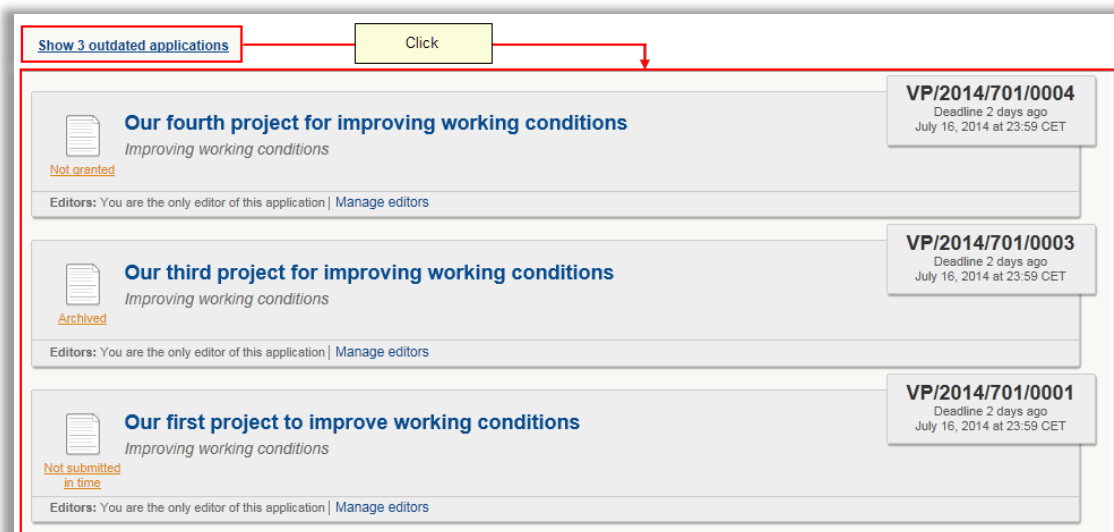 Show 3 outdated applications
Click
VP/2014/701/0004
Deadline 2 days ago
July 16, 2014 at 23:59 CET
Our fourth project for improving working conditions
Improving working conditions
Not granted
Editors: You are the only editor of this application | Manage editors
VP/2014/701/0003
Deadline 2 days ago
July 16, 2014 at 23:59 CET
Our third project for improving working conditions
Improving working conditions
Archived
Editors: You are the only editor of this application | Manage editors
VP/2014/701/0001
Deadline 2 days ago
July 16, 2014 at 23:59 CET
Our first project to improve working conditions
Improving working conditions
Not submitted
in time
Editors: You are the only editor of this application | Manage editors